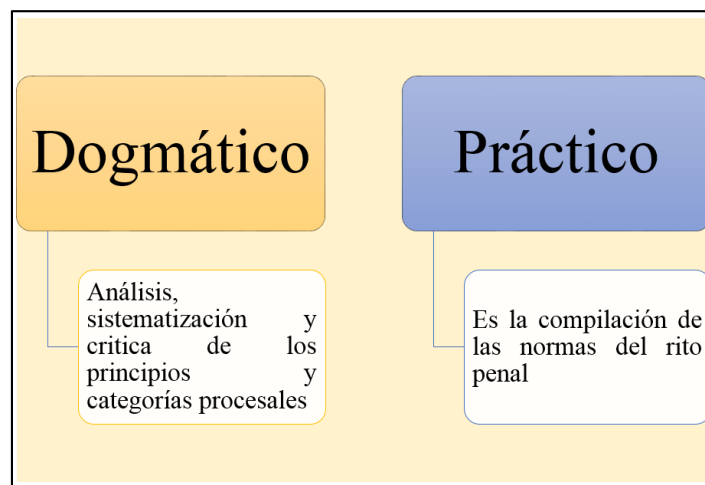 Dogmático
Análisis,
sistematización y
critica de los
principios y
categorías procesales
Práctico
Es la compilación de
las normas del rito
penal